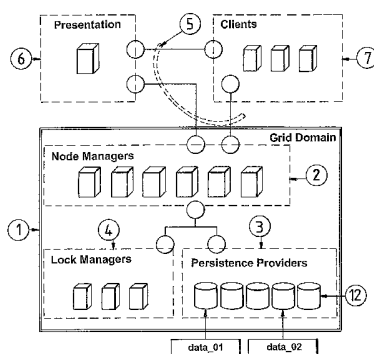 5
Presentation
Clients
6
7
Grid Domain
Node Managers
2
1
4
3
Lock Managers
Persistence Providers
12
data_01
data_02